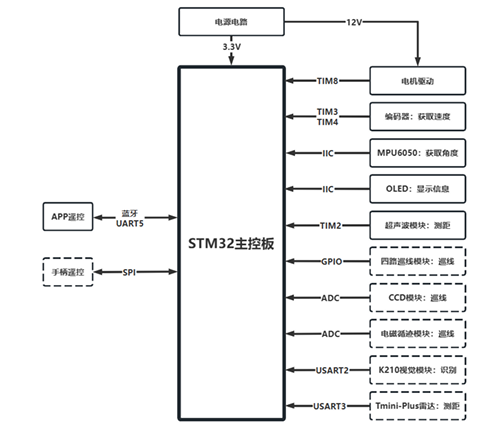 电源电路
12V
3.3V
TIM8
电机驱动
TIM3
TIM4
编码器：获取速度
IIC
MPU6050：获取角度
IIC
OLED：显示信息
APP遥控
蓝牙
UART5
STM32主控板
TIM2
超声波模块：测距
GPIO
四路巡线模块：巡线
手柄遥控
SPI
ADC
CCD模块：巡线
ADC
电磁循迹模块：巡线
USART2
K210视觉模块：识别
USART3
Tmini-Plus雷达：测距